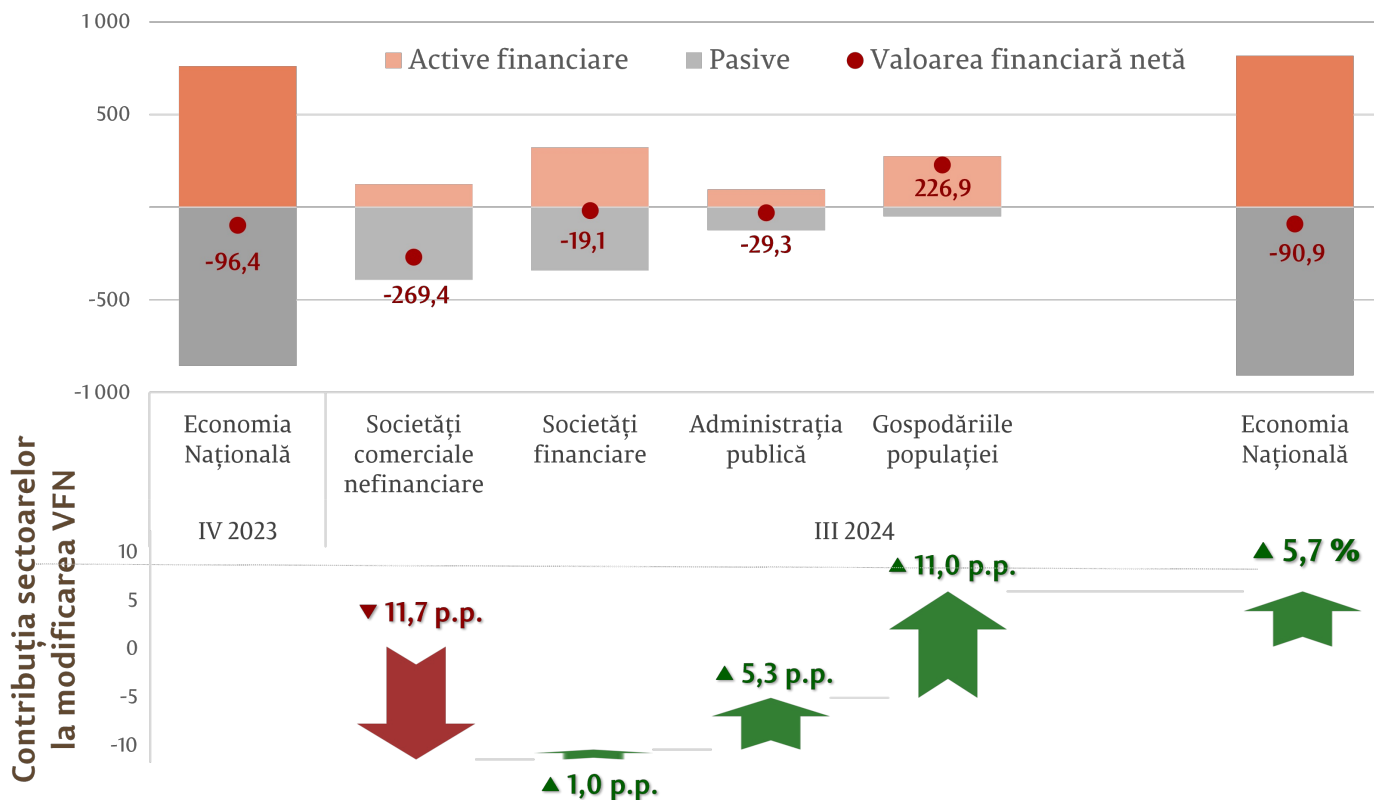 1 000
Active financiare
Pasive
Valoarea financiară netă
500
-500
-1 000
-96,4
-269,4
-19,1
-29,3
226,9
-90,9
Economia
Națională
Societăți
comerciale
nefinanciare
Societăți
financiare
Administrația
publică
Gospodăriile
populației
Economia
Națională
IV 2023
III 2024
Contribuția sectoarelor
la modificarea VFN
10
5
0
-5
-10
▼ 11,7 p.p.
▲ 1,0 p.p.
▲ 5,3 p.p.
▲ 11,0 p.p.
▲ 5,7 %